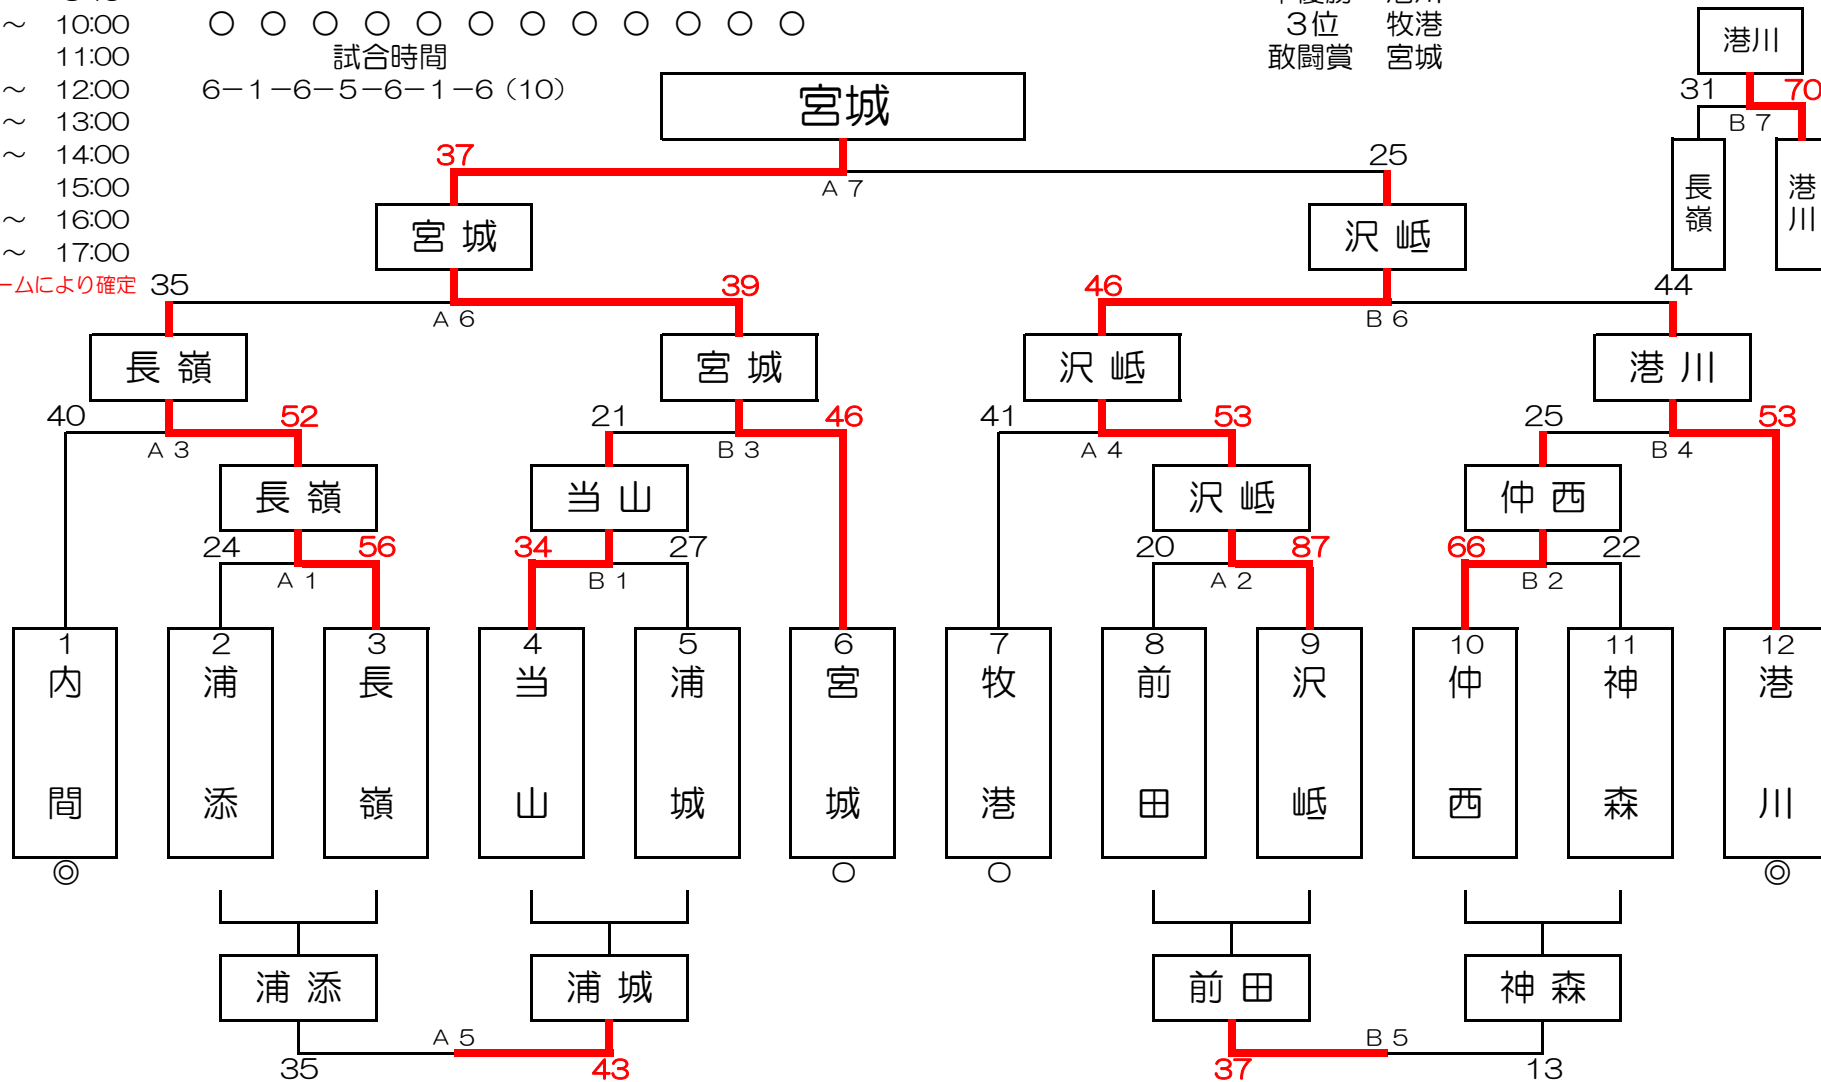 ～ 10:00 ○ ○ ○ ○ ○ ○ ○ ○ ○ ○ ○ ○
３位 牧港
港川
11:00 試合時間
敢闘賞 宮城
～ 12:00 6－1－6－5－6－1－6（10）
宮城
31 70
～ 13:00
B 7
～ 14:00
37 25
15:00
A 7
長嶺 港川
～ 16:00
宮城 沢岻
～ 17:00
ームにより確定
35 39 46 44
A 6 B 6
長嶺 宮城 沢岻 港川
40 52 21 46 41 53 25 53
A 3 B 3 A 4 B 4
長嶺 当山 沢岻 仲西
24 56 34 27 20 87 66 22
A 1 B 1 A 2 B 2
1 2 3 4 5 6 7 8 9 10 11 12
内間 浦添 長嶺 当山 浦城 宮城 牧港 前田 沢岻 仲西 神森 港川
◎ ○ ○ ◎
浦添 浦城 前田 神森
A 5 B 5
35 43 37 13